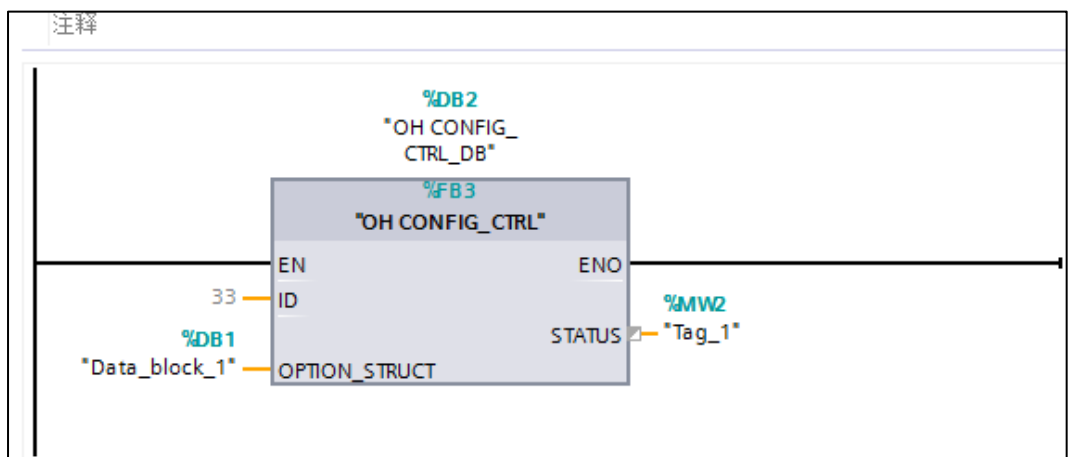 注释
%DB2
"OH CONFIG_
CTRL_DB"
%FB3
"OH CONFIG_CTRL"
EN ENO
33 ID
%MW2
STATUS "Tag_1"
%DB1
"Data_block_1" OPTION_STRUCT